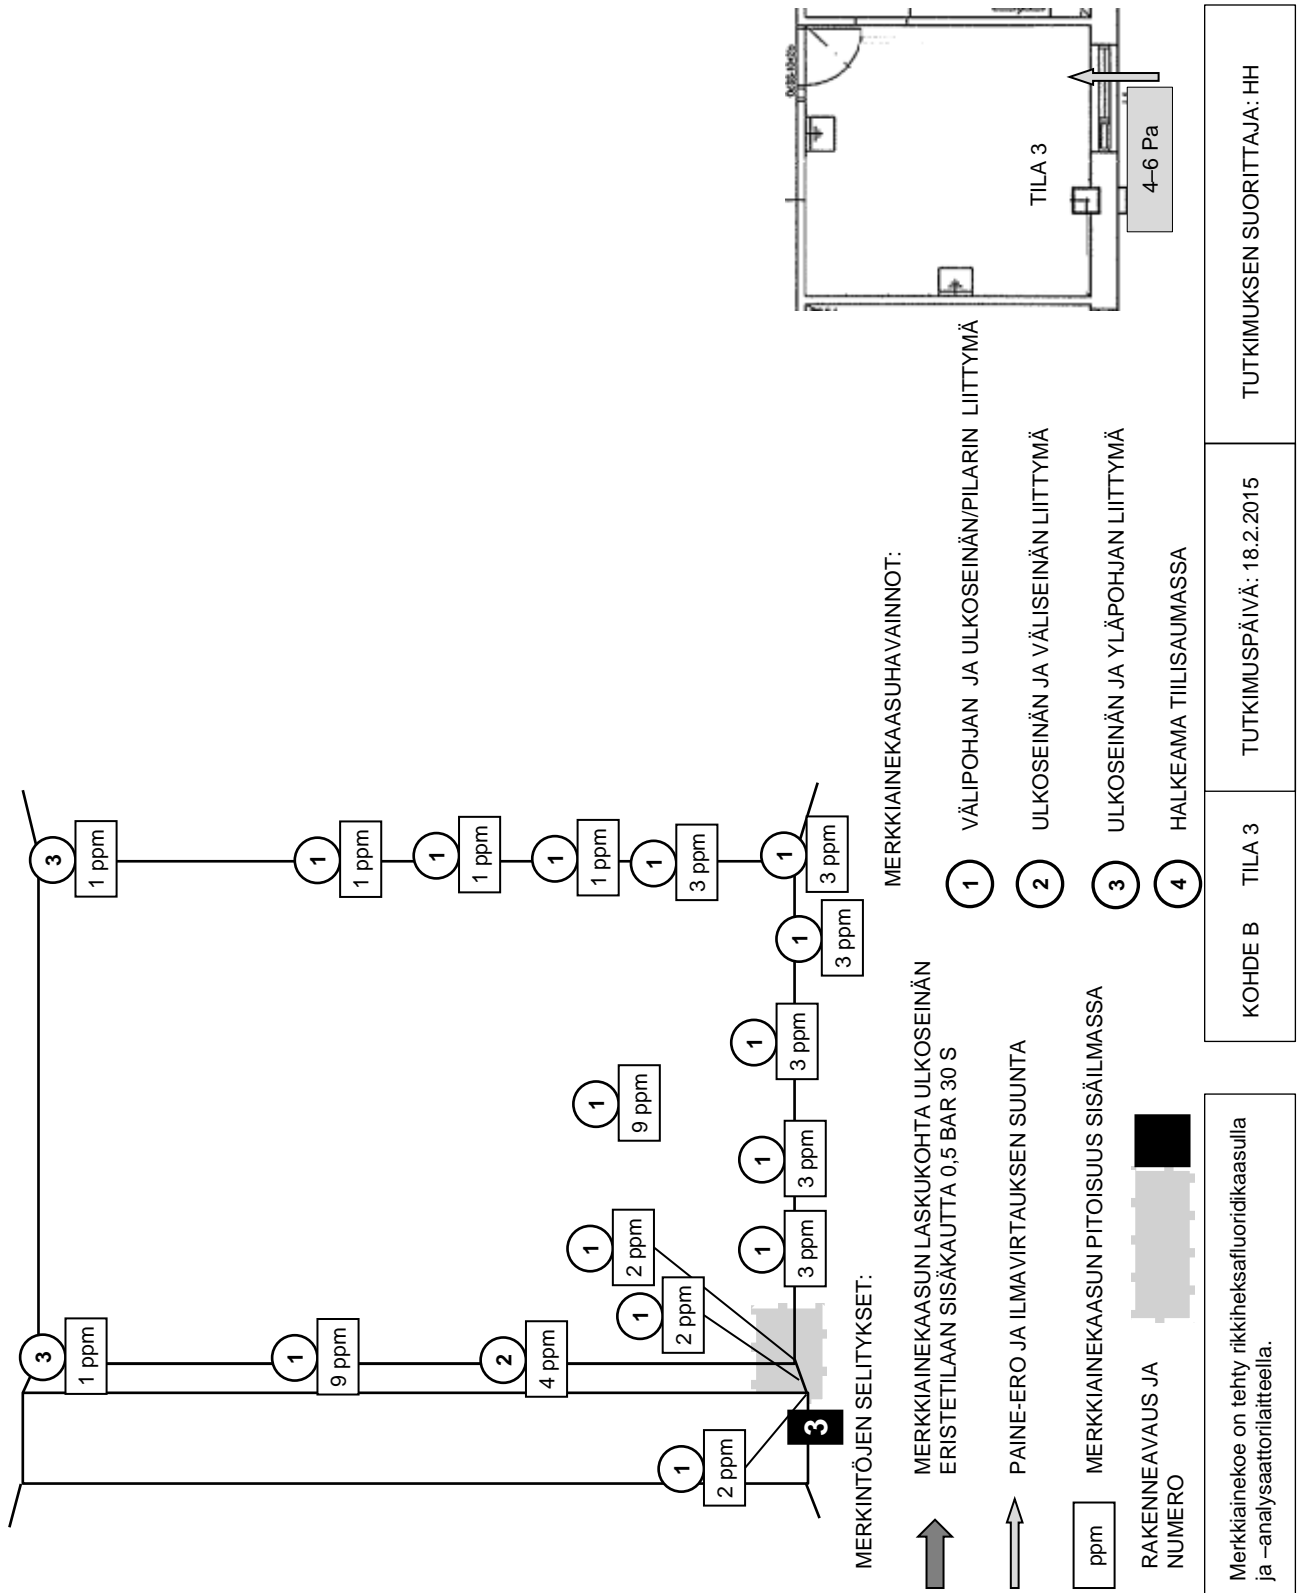 3
1 ppm
3
1 ppm
1
9 ppm
1
1 ppm
1
1 ppm
2
4 ppm
1
1 ppm
1
2 ppm
1
9 ppm
1
2 ppm
1
3 ppm
1
2 ppm
1
3 ppm
1
3 ppm
1
3 ppm
1
3 ppm
1
3 ppm
3
MERKINTÖJEN SELITYKSET:
MERKKIAINEKAASUN LASKUKOHTA ULKOSEINÄN
ERISTETILAAN SISÄKAUTTA 0,5 BAR 30 S
PAINE-ERO JA ILMAVIRTAUKSEN SUUNTA
ppm
MERKKIAINEKAASUN PITOISUUS SISÄILMASSA
RAKENNEAVAUS JA
NUMERO
MERKKIAINEKAASUHAVAINNOT:
1 VÄLIPOHJAN JA ULKOSEINÄN/PILARIN LIITTYMÄ
2 ULKOSEINÄN JA VÄLISEINÄN LIITTYMÄ
3 ULKOSEINÄN JA YLÄPOHJAN LIITTYMÄ
4 HALKEAMA TIILISAUMASSA
TILA 3
4–6 Pa
Merkkiainekoe on tehty rikkiheksafluoridikaasulla
ja –analysaattorilaitteella.
KOHDE B TILA 3
TUTKIMUSPÄIVÄ: 18.2.2015
TUTKIMUKSEN SUORITTAJA: HH